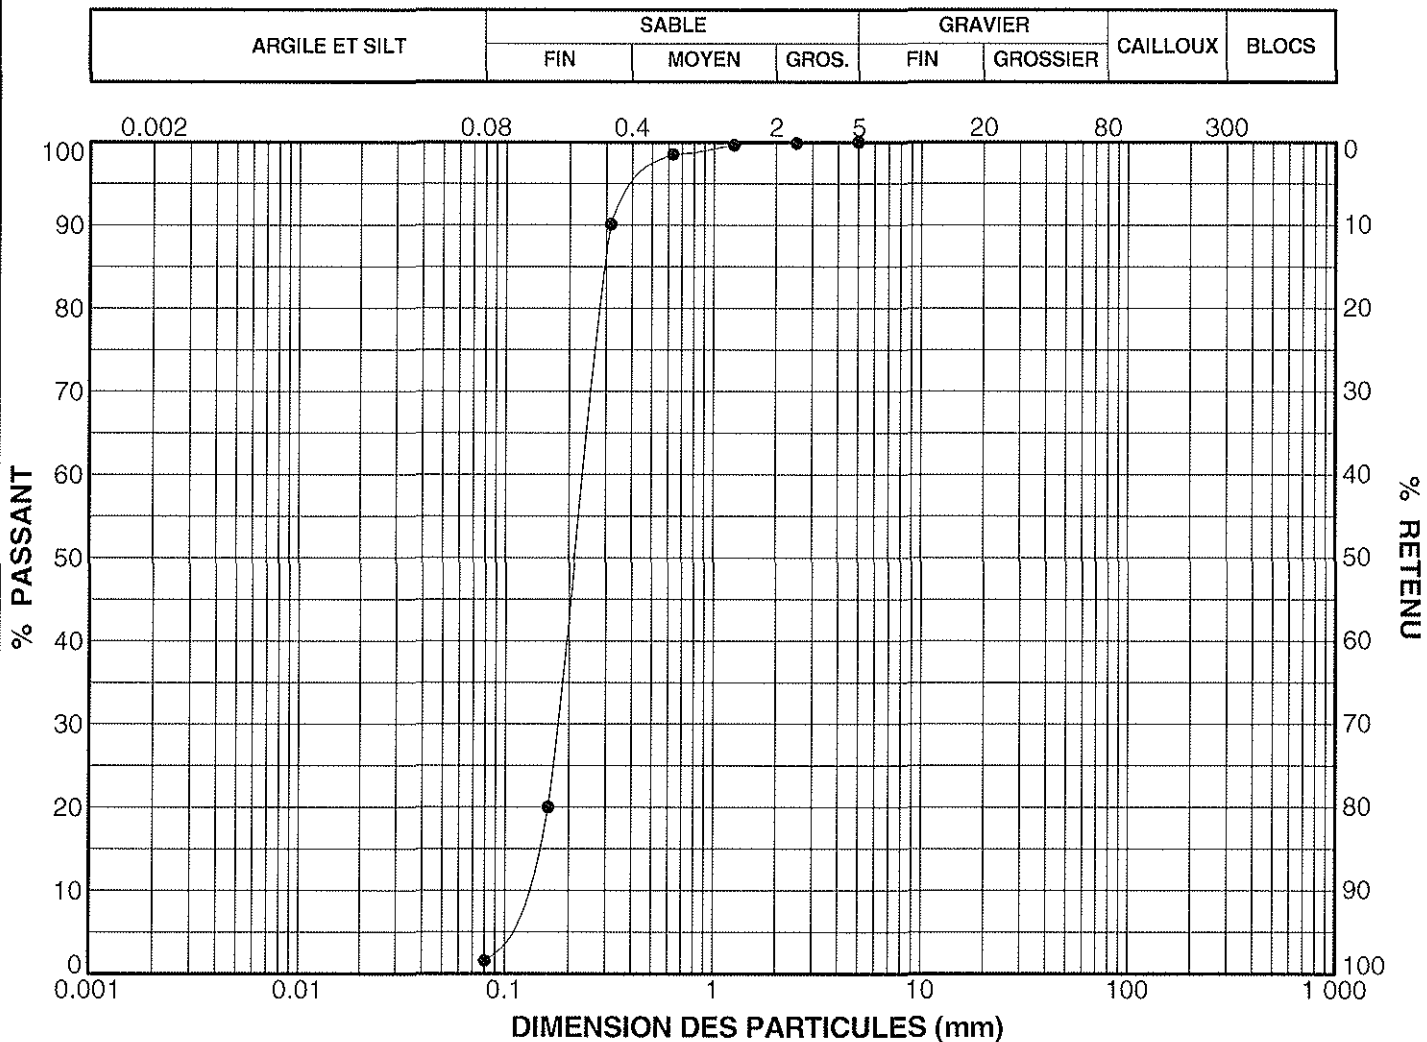 SABLE GRAVIER
ARGILE ET SILT CAILLOUX BLOCS
FIN MOYEN GROS. FIN GROSSIER
0.002 0.08 0.4 2 5 20 80 300
100 0
90 10
80 20
70 30
60 40
50 50
40 60
30 70
20 80
10 90
0 100
% PASSANT
% RETENU
0.001 0.01 0.1 1 10 100 1 000
DIMENSION DES PARTICULES (mm)